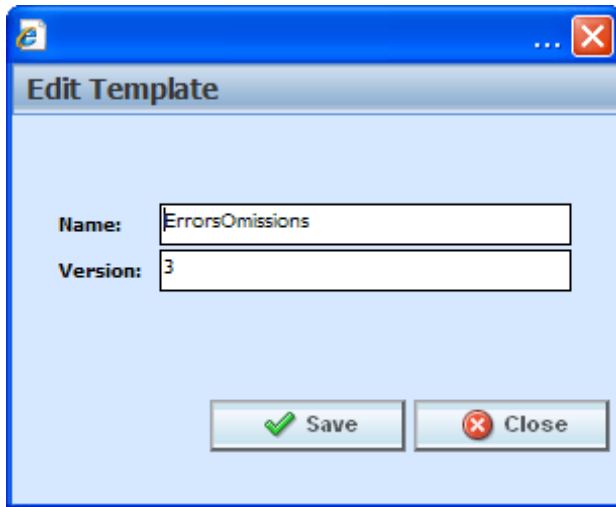 ...
Edit Template
Name: ErrorsOmissions
Version: 3
Save Close